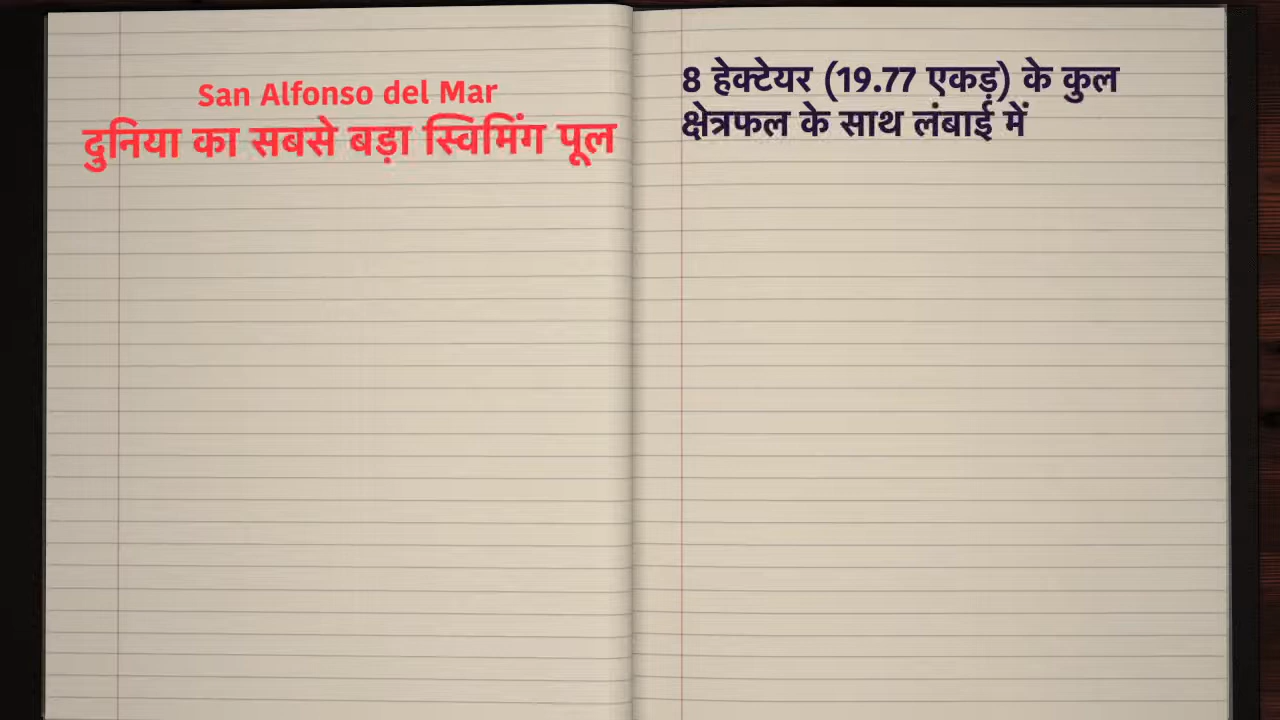 San Alfonso del Mar
दुनिया का सबसे बड़ा स्विमिंग पूल
8 हेक्टेयर (19.77 एकड़) के कुल
क्षेत्रफल के साथ लंबाई में